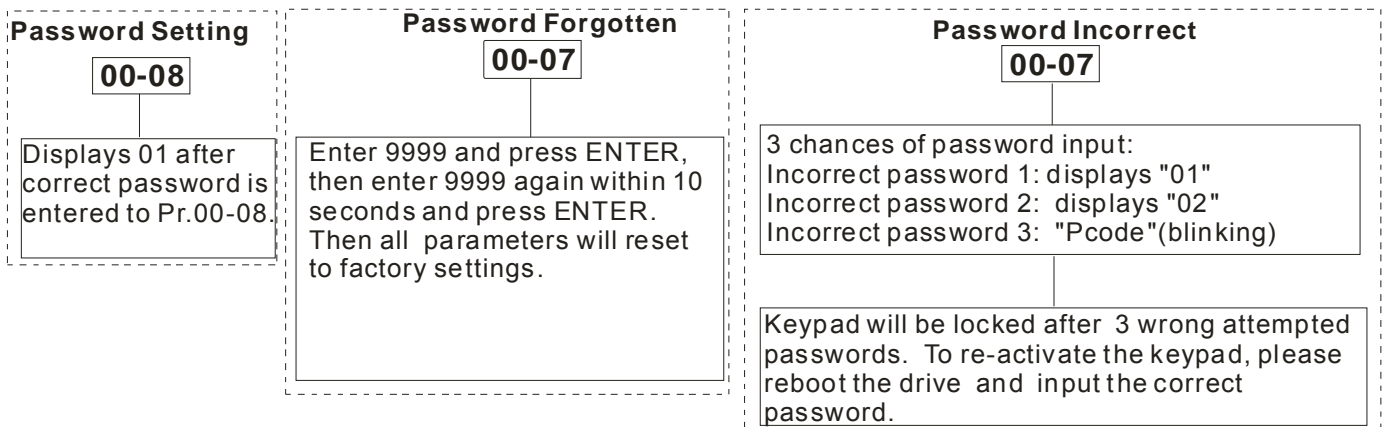 Password Setting
00-08
Displays 01 after
correct password is
entered to Pr.00-08.
Password Forgotten
00-07
Enter 9999 and press ENTER,
then enter 9999 again within 10
seconds and press ENTER.
Then all parameters will reset
to factory settings.
Password Incorrect
00-07
3 chances of password input:
Incorrect password 1: displays "01"
Incorrect password 2: displays "02"
Incorrect password 3: "Pcode"(blinking)
Keypad will be locked after 3 wrong attempted
passwords. To re-activate the keypad, please
reboot the drive and input the correct
password.